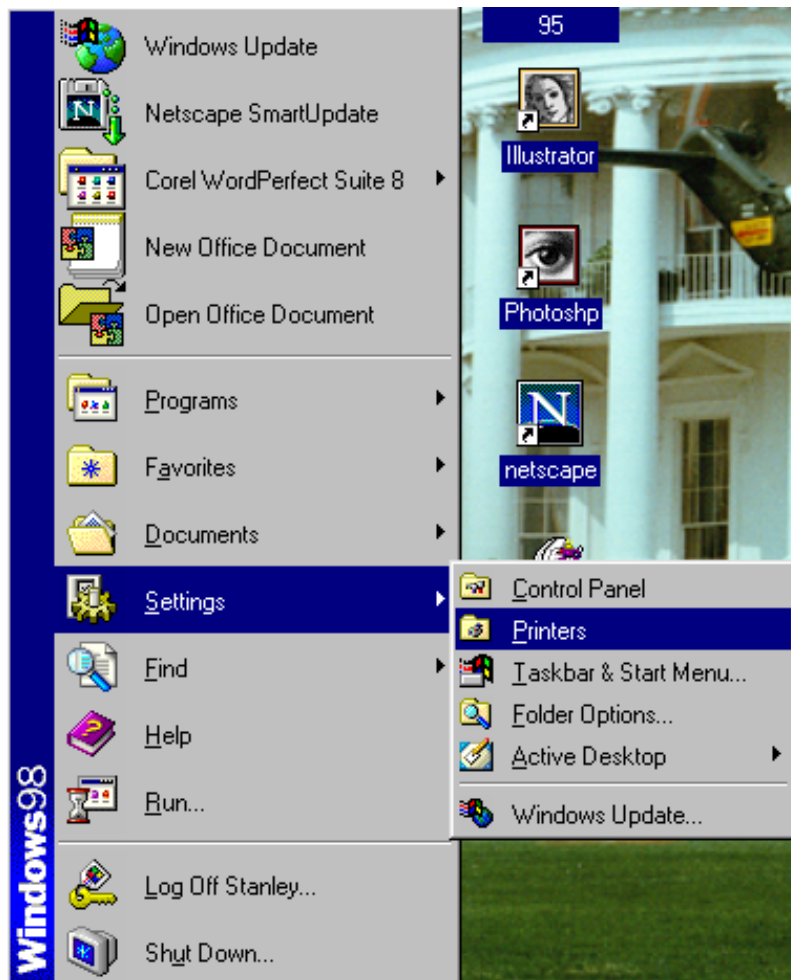 Windows Update
Netscape SmartUpdate
Corel WordPerfect Suite 8
New Office Document
Open Office Document
Programs
Favorites
Documents
Settings
Find
Help
Run...
Log Off Stanley...
Shut Down...
Windows98
95
Illustrator
Photoshp
N
netscape
Control Panel
Printers
Taskbar & Start Menu...
Folder Options...
Active Desktop
Windows Update...